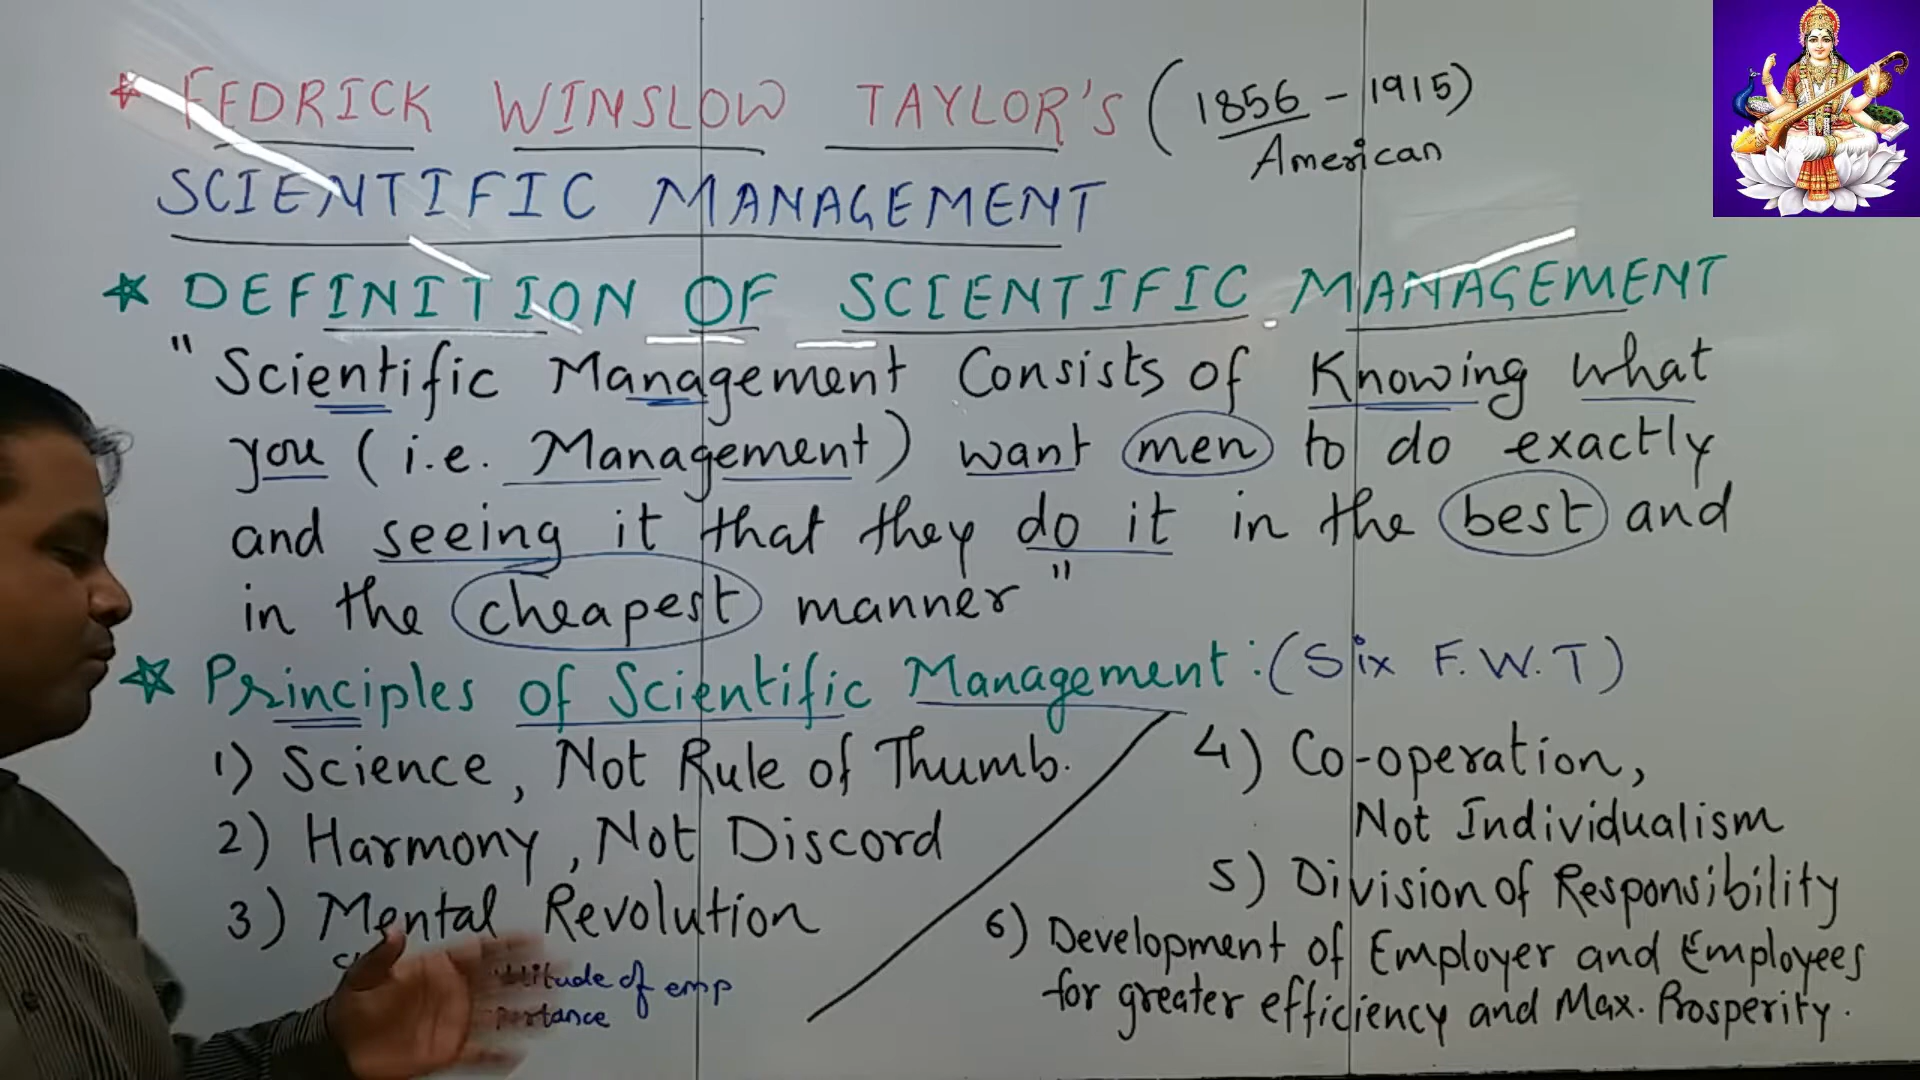 FEDRICK WINSLOW TAYLOR'S (1856 - 1915)
American
SCIENTIFIC MANAGEMENT
DEFINITION OF SCIENTIFIC MANAGEMENT
" Scientific Management Consists of Knowing what
you (i.e. Management) want men to do exactly
and seeing it that they do it in the best and
in the cheapest manner "
Principles of Scientific Management : (Six F.W.T)
1) Science, Not Rule of Thumb.
2) Harmony, Not Discord
3) Mental Revolution
of emp
4) Co-operation,
Not Individualism
5) Division of Responsibility
6) Development of Employer and Employees
for greater efficiency and Max. Prosperity.